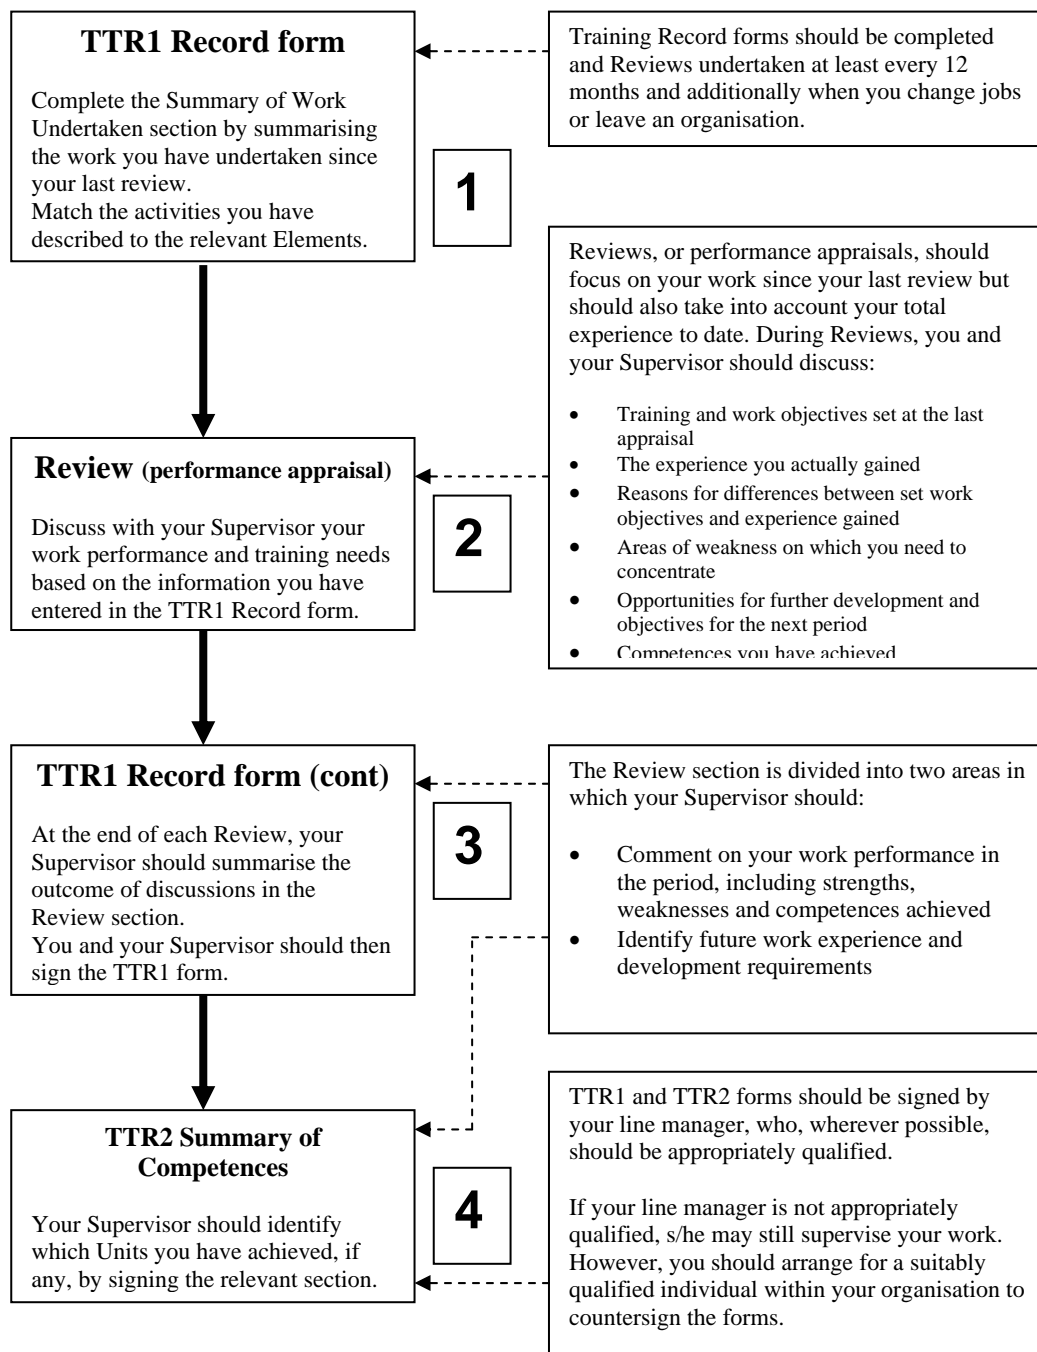 TTR1 Record form
Complete the Summary of Work
Undertaken section by summarising
the work you have undertaken since
your last review.
Match the activities you have
described to the relevant Elements.
Training Record forms should be completed
and Reviews undertaken at least every 12
months and additionally when you change jobs
or leave an organisation.
1
Reviews, or performance appraisals, should
focus on your work since your last review but
should also take into account your total
experience to date. During Reviews, you and
your Supervisor should discuss:
• Training and work objectives set at the last
appraisal
• The experience you actually gained
• Reasons for differences between set work
objectives and experience gained
• Areas of weakness on which you need to
concentrate
• Opportunities for further development and
objectives for the next period
• Competences you have achieved
Review (performance appraisal)
Discuss with your Supervisor your
work performance and training needs
based on the information you have
entered in the TTR1 Record form.
2
TTR1 Record form (cont)
At the end of each Review, your
Supervisor should summarise the
outcome of discussions in the
Review section.
You and your Supervisor should then
sign the TTR1 form.
3
The Review section is divided into two areas in
which your Supervisor should:
• Comment on your work performance in
the period, including strengths,
weaknesses and competences achieved
• Identify future work experience and
development requirements
TTR2 Summary of
Competences
Your Supervisor should identify
which Units you have achieved, if
any, by signing the relevant section.
4
TTR1 and TTR2 forms should be signed by
your line manager, who, wherever possible,
should be appropriately qualified.
If your line manager is not appropriately
qualified, s/he may still supervise your work.
However, you should arrange for a suitably
qualified individual within your organisation to
countersign the forms.